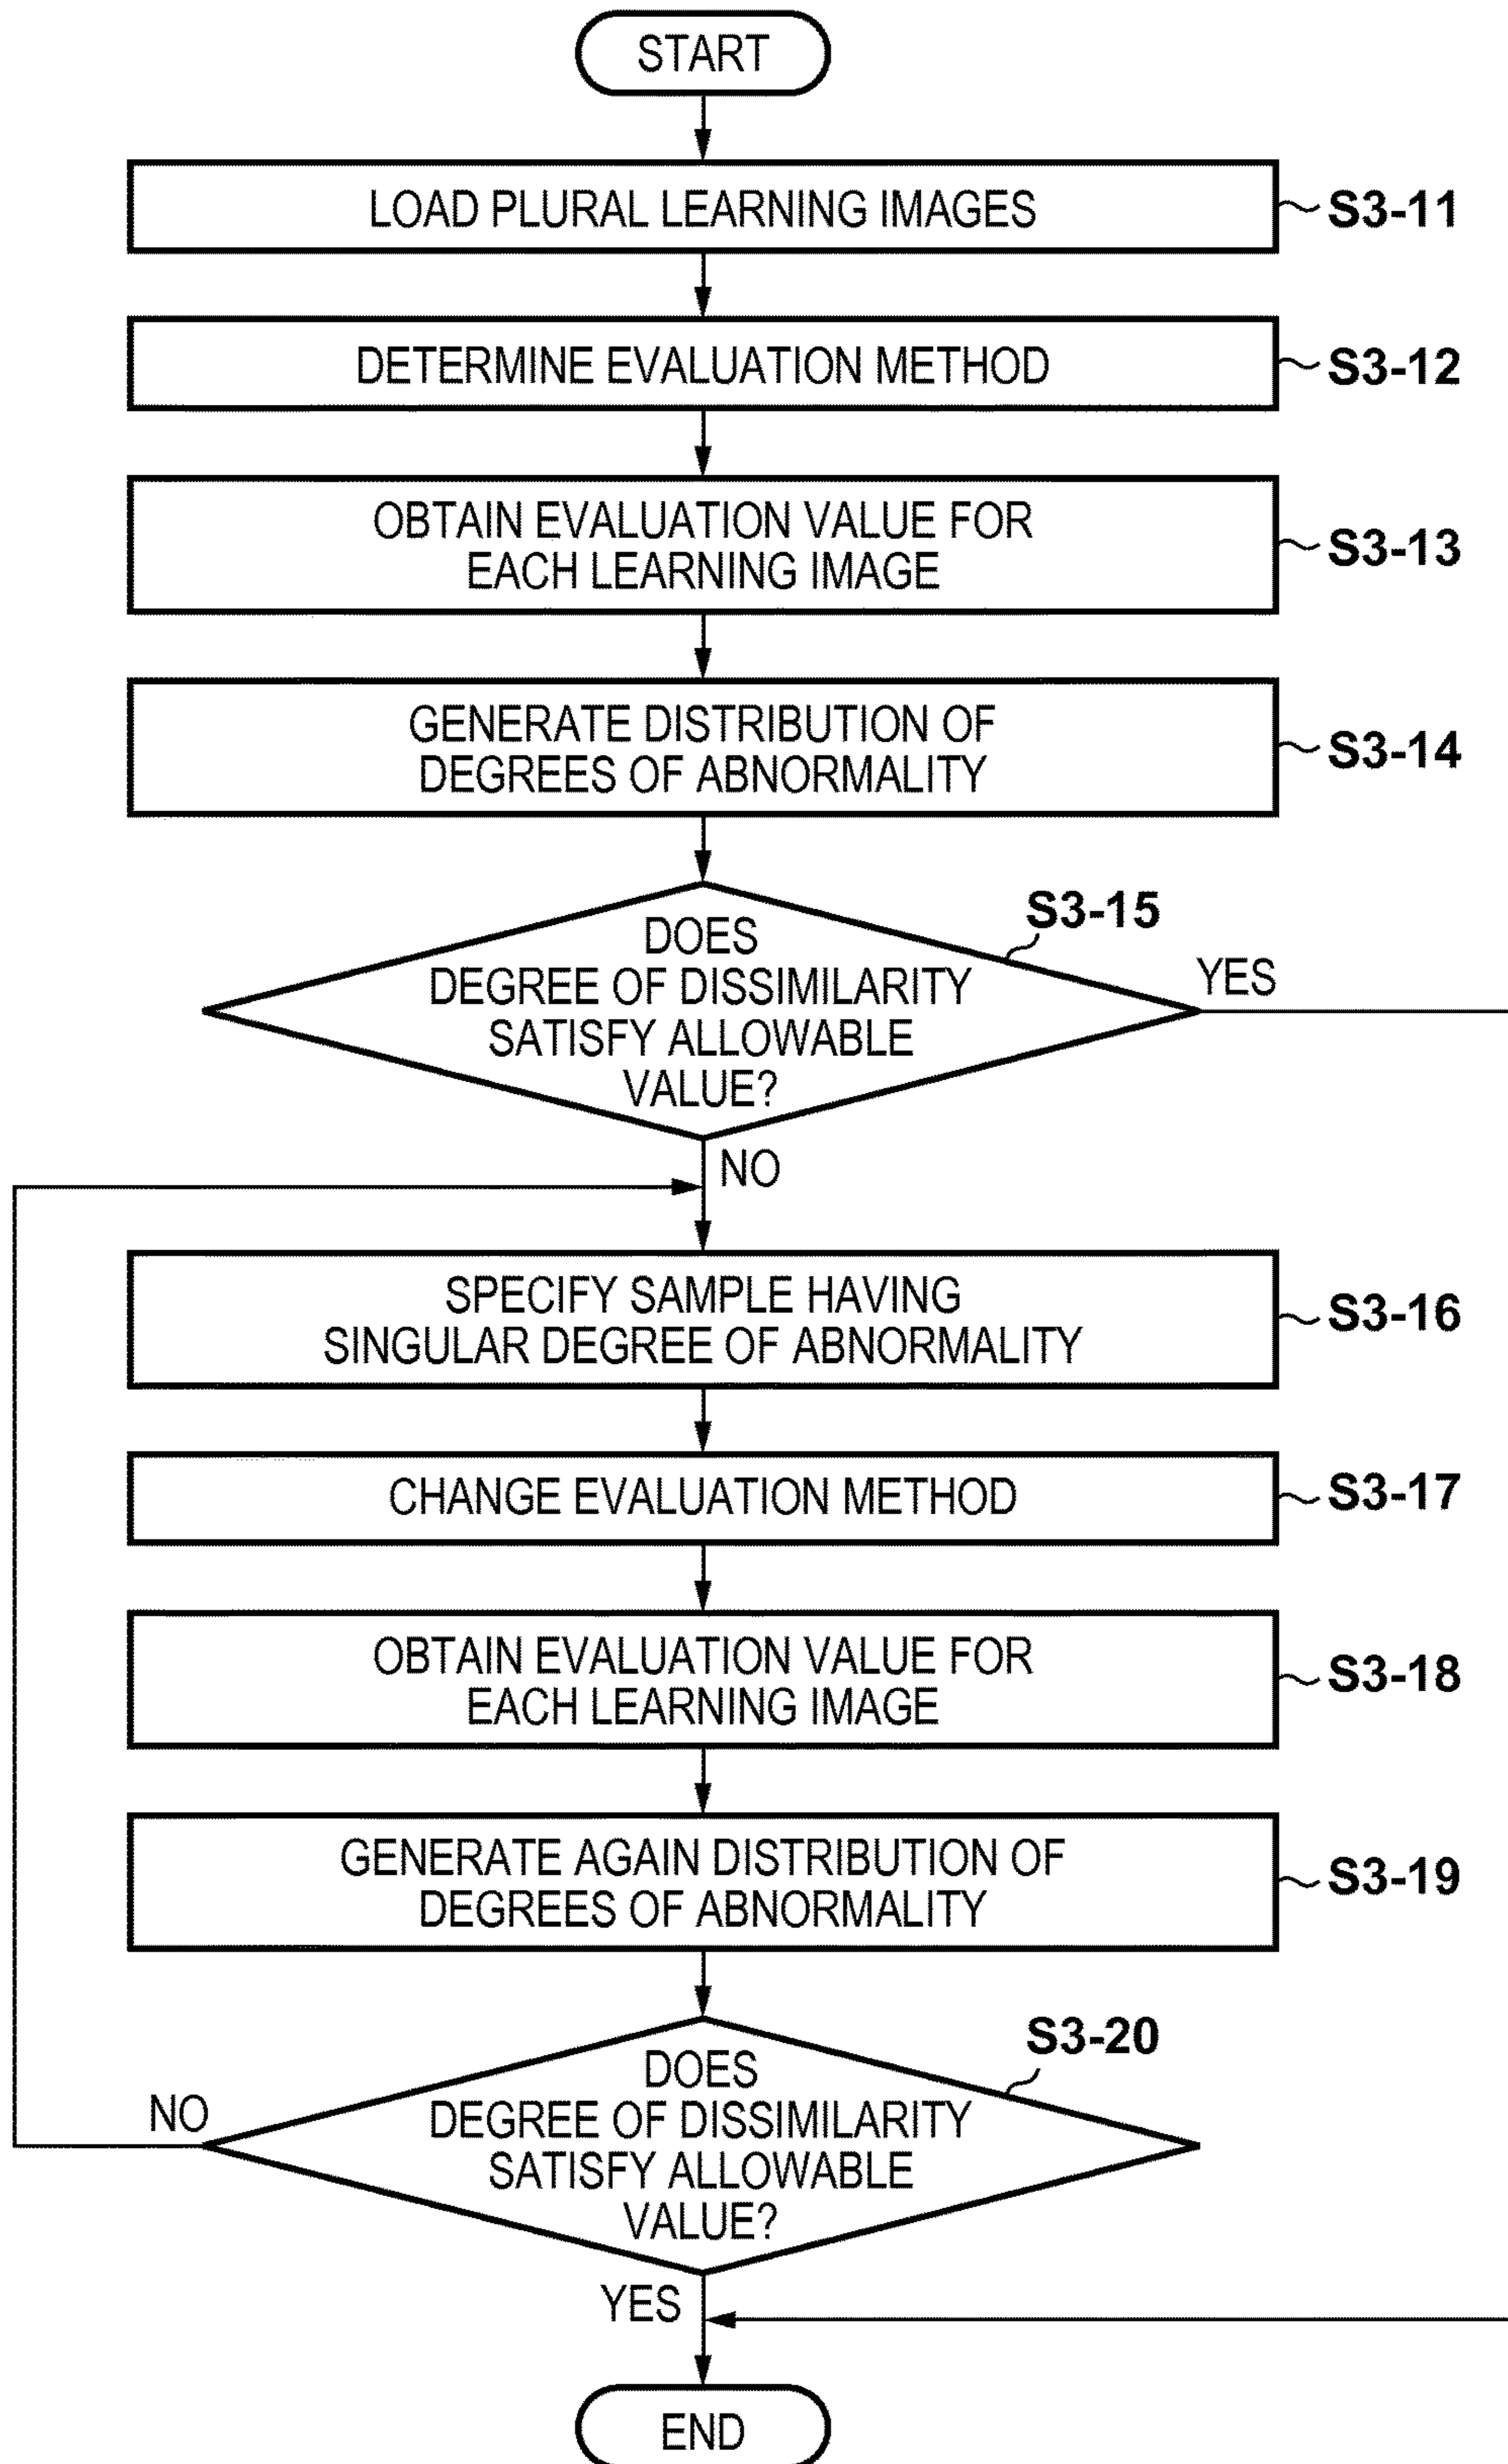 START
LOAD PLURAL LEARNING IMAGES
S3-11
DETERMINE EVALUATION METHOD
S3-12
OBTAIN EVALUATION VALUE FOR
EACH LEARNING IMAGE
S3-13
GENERATE DISTRIBUTION OF
DEGREES OF ABNORMALITY
S3-14
S3-15
DOES
DEGREE OF DISSIMILARITY
SATISFY ALLOWABLE
VALUE?
YES
NO
SPECIFY SAMPLE HAVING
SINGULAR DEGREE OF ABNORMALITY
S3-16
CHANGE EVALUATION METHOD
S3-17
OBTAIN EVALUATION VALUE FOR
EACH LEARNING IMAGE
S3-18
GENERATE AGAIN DISTRIBUTION OF
DEGREES OF ABNORMALITY
S3-19
S3-20
DOES
DEGREE OF DISSIMILARITY
SATISFY ALLOWABLE
VALUE?
NO
YES
END